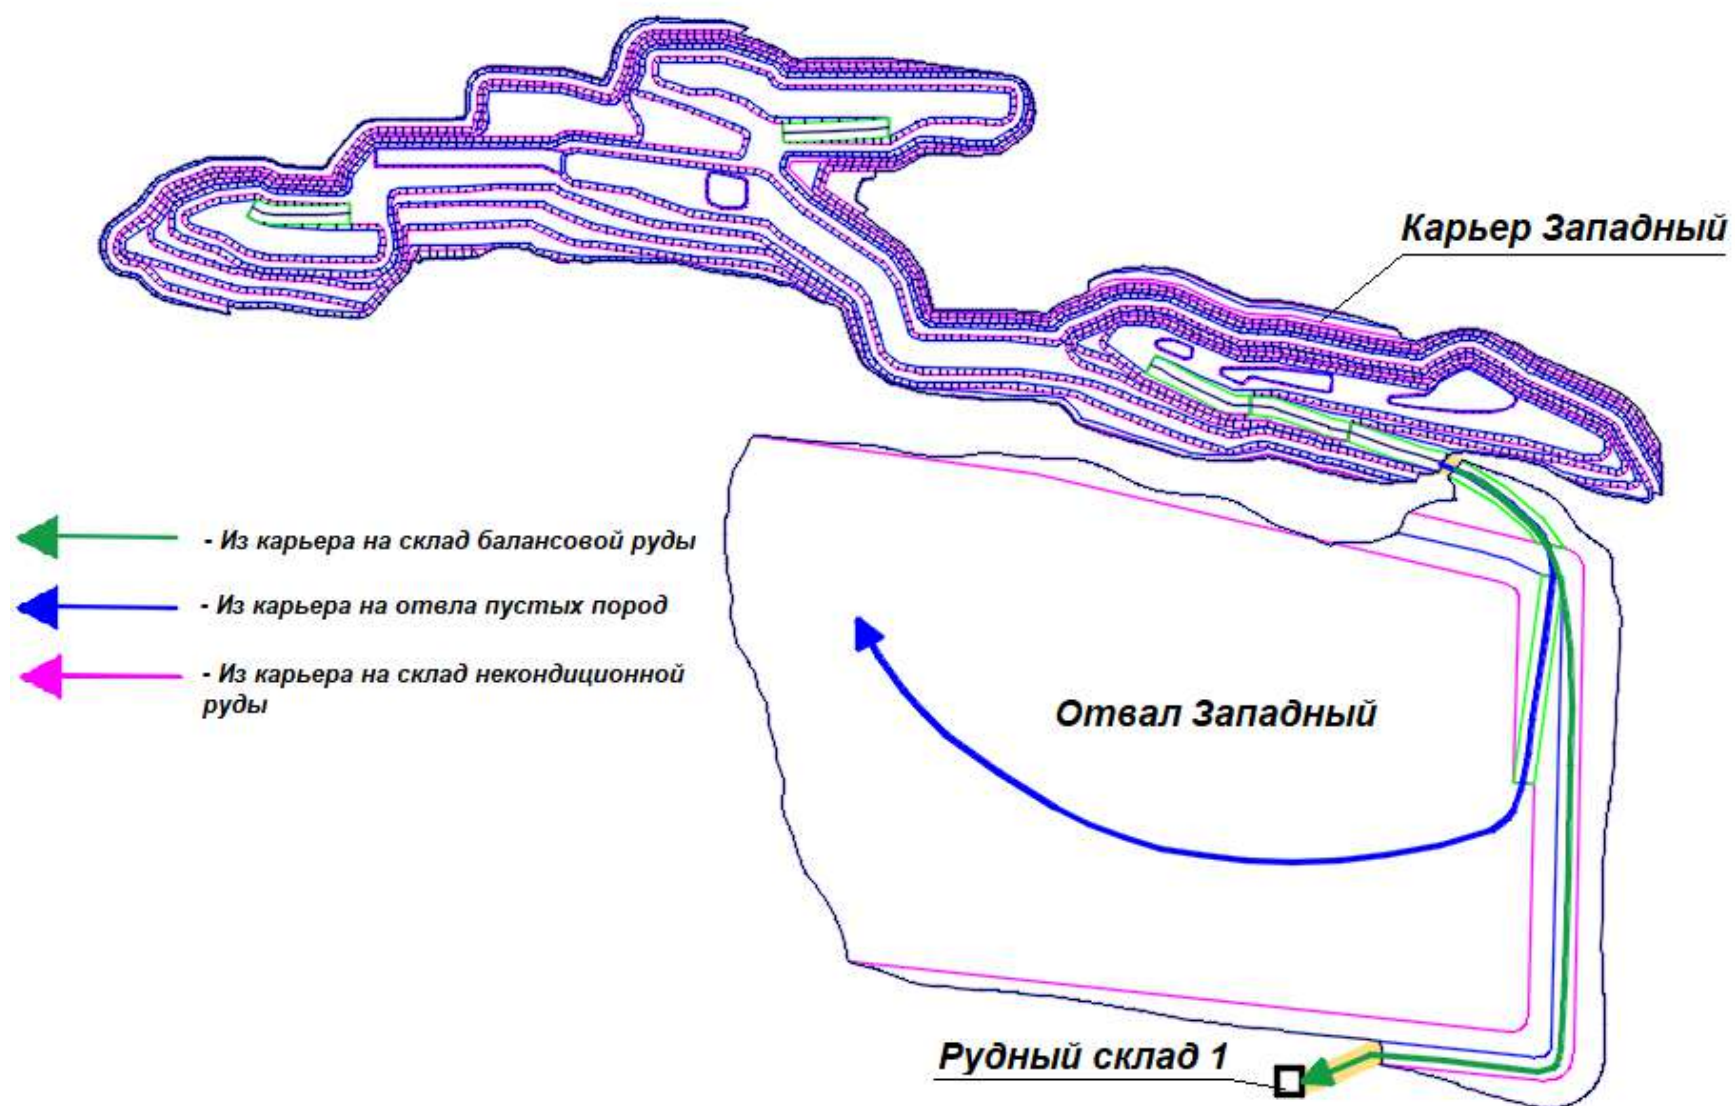 Карьер Западный
- Из карьера на склад балансовой руды
- Из карьера на отвла пустых пород
- Из карьера на склад некондиционной
руды
Отвал Западный
Рудный склад 1